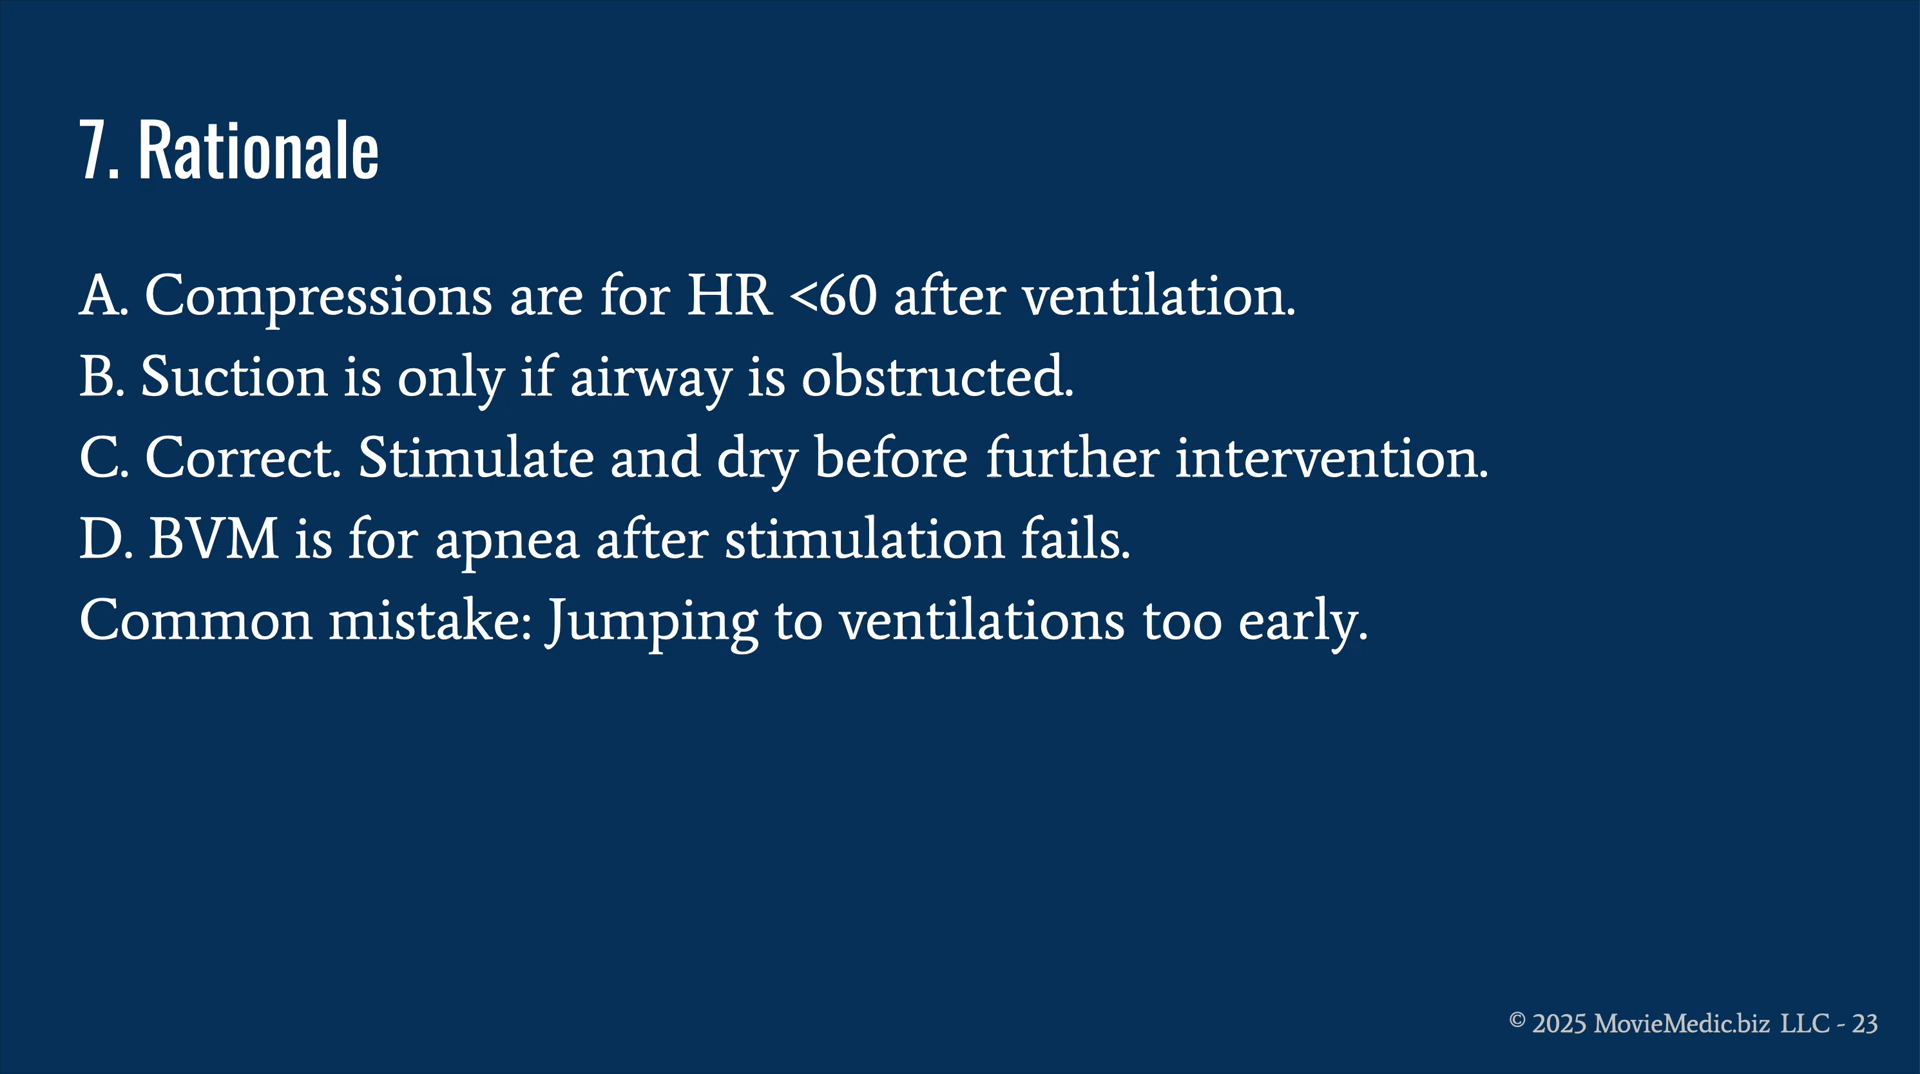 7. Rationale
A. Compressions are for HR <60 after ventilation.
B. Suction is only if airway is obstructed.
C. Correct. Stimulate and dry before further intervention.
D. BVM is for apnea after stimulation fails.
Common mistake: Jumping to ventilations too early.
© 2025 MovieMedic.biz LLC - 23